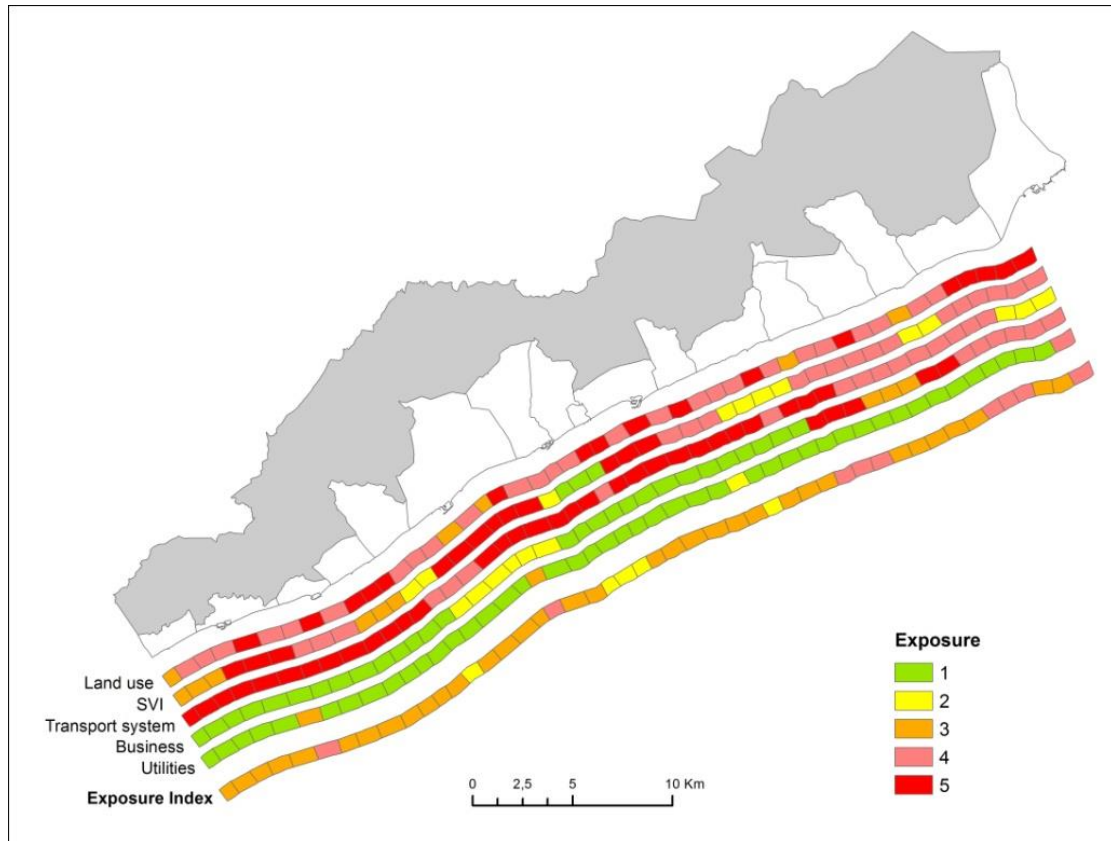 Land use
SVI
Transport system
Business
Utilities
Exposure Index
0 2,5 5 10 Km
Exposure
1
2
3
4
5